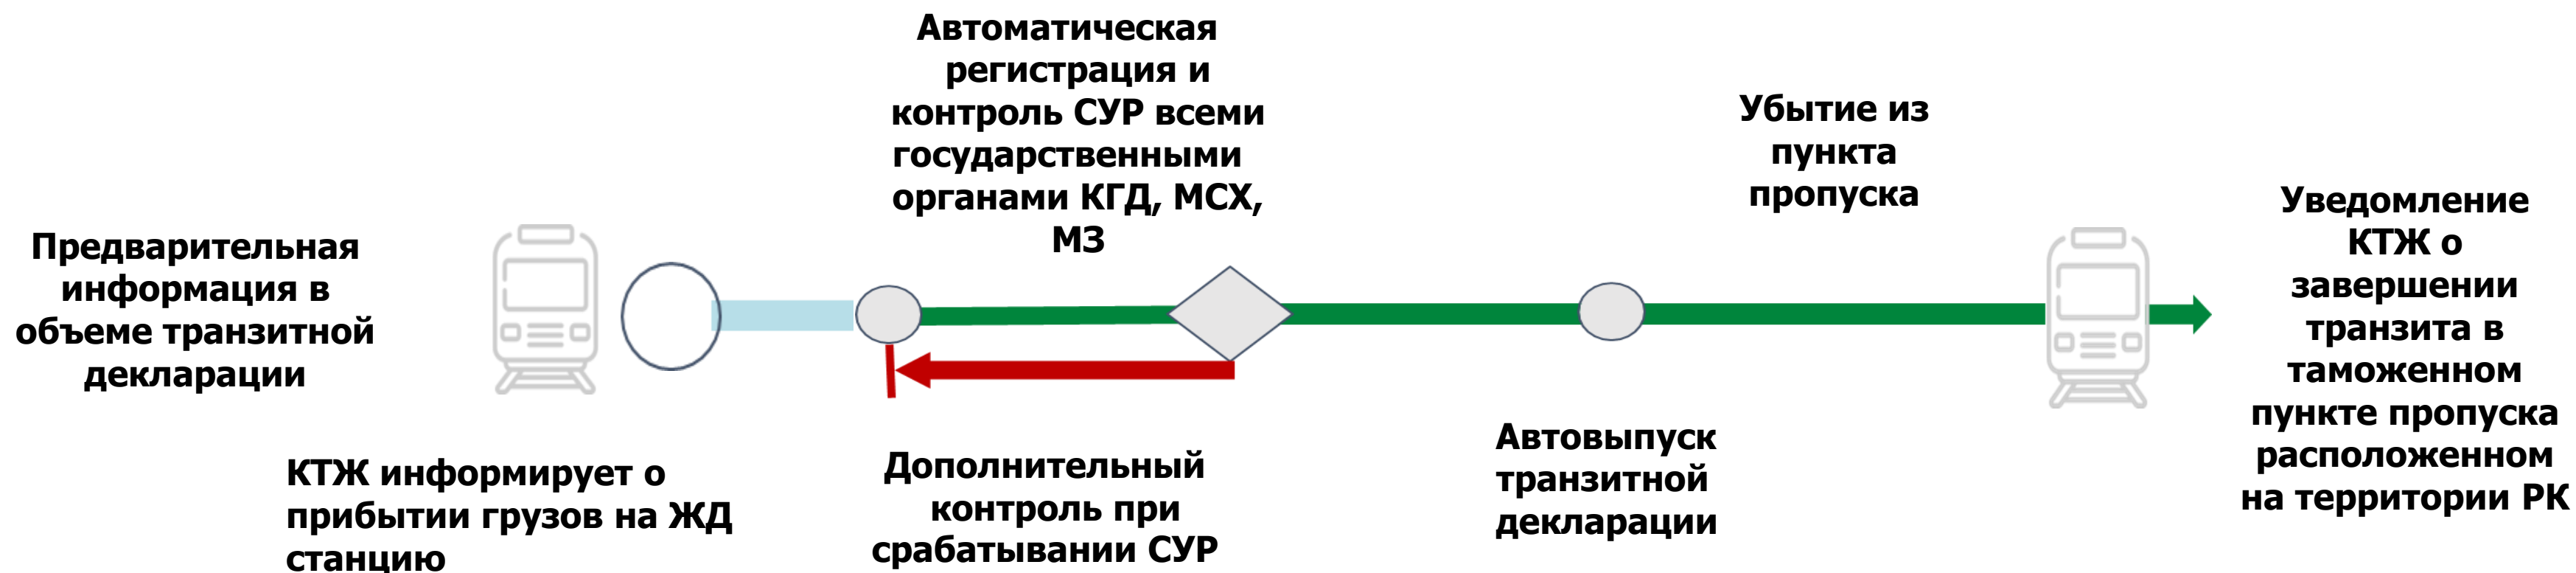 Предварительная
информация в
объеме транзитной
декларации
КТЖ информирует о
прибытии грузов на ЖД
станцию
Автоматическая
регистрация и
контроль СУР всеми
государственными
органами КГД, МСХ,
МЗ
Дополнительный
контроль при
срабатывании СУР
Автовыпуск
транзитной
декларации
Убытие из
пункта
пропуска
Уведомление
КТЖ о
завершении
транзита в
таможенном
пункте пропуска
расположенном
на территории РК